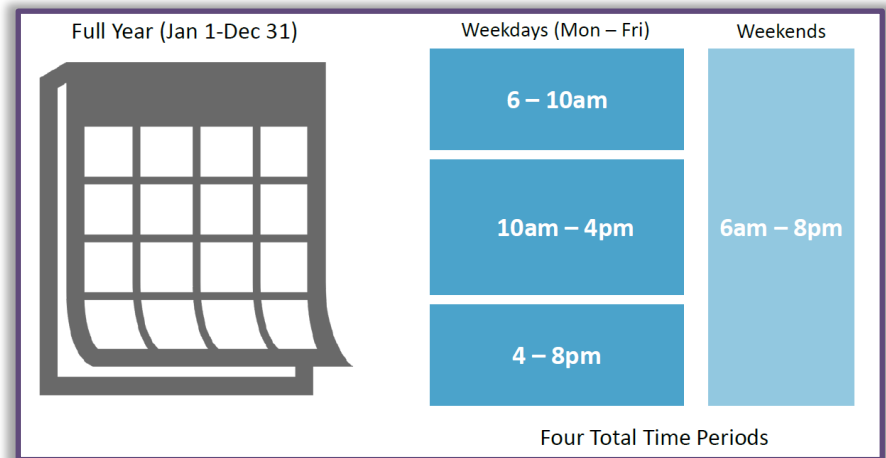 Full Year (Jan 1-Dec 31)
Weekdays (Mon – Fri)
Weekends
6 – 10am
10am – 4pm
4 – 8pm
6am – 8pm
Four Total Time Periods